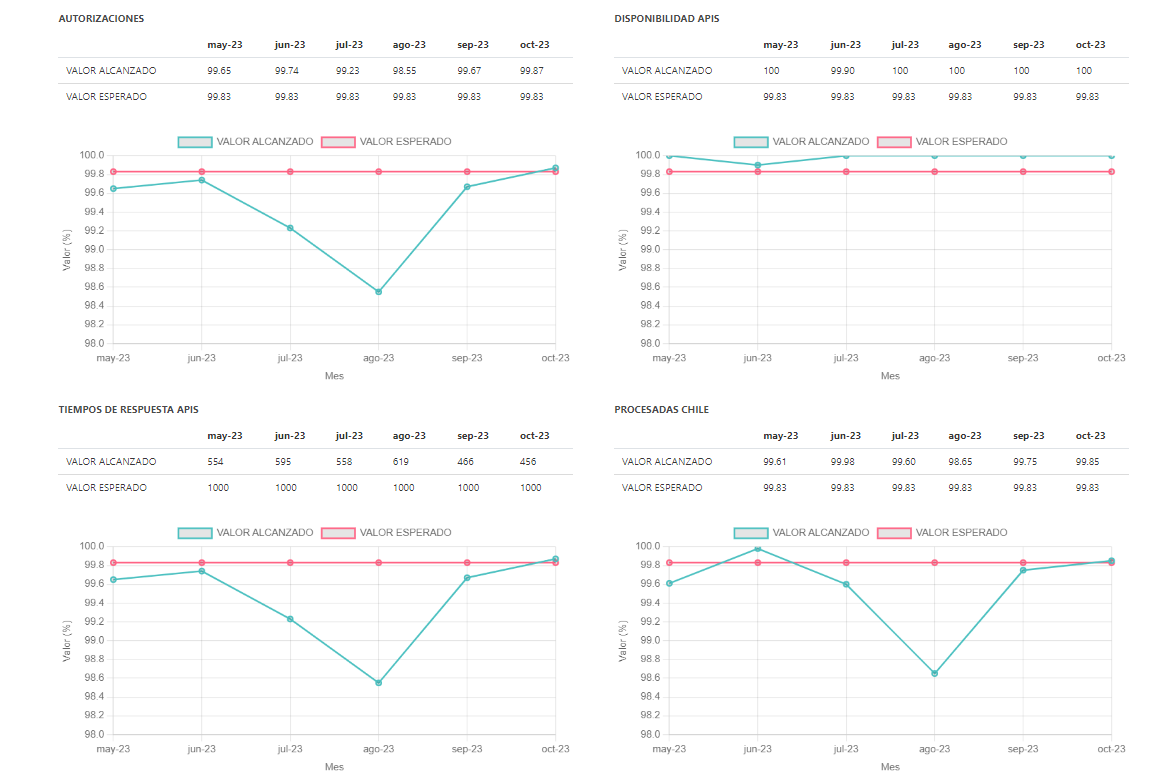 AUTORIZACIONES
may-23 jun-23 jul-23 ago-23 sep-23 oct-23
VALOR ALCANZADO 99.65 99.74 99.23 98.55 99.67 99.87
VALOR ESPERADO 99.83 99.83 99.83 99.83 99.83 99.83
VALOR ALCANZADO VALOR ESPERADO
100.0
99.8
99.6
99.4
99.2
99.0
98.8
98.6
98.4
98.2
98.0
Valor (%)
may-23 jun-23 jul-23 ago-23 sep-23 oct-23
Mes
DISPONIBILIDAD APIS
may-23 jun-23 jul-23 ago-23 sep-23 oct-23
VALOR ALCANZADO 100 99.90 100 100 100 100
VALOR ESPERADO 99.83 99.83 99.83 99.83 99.83 99.83
VALOR ALCANZADO VALOR ESPERADO
100.0
99.8
99.6
99.4
99.2
99.0
98.8
98.6
98.4
98.2
98.0
Valor (%)
may-23 jun-23 jul-23 ago-23 sep-23 oct-23
Mes
TIEMPOS DE RESPUESTA APIS
may-23 jun-23 jul-23 ago-23 sep-23 oct-23
VALOR ALCANZADO 554 595 558 619 466 456
VALOR ESPERADO 1000 1000 1000 1000 1000 1000
VALOR ALCANZADO VALOR ESPERADO
100.0
99.8
99.6
99.4
99.2
99.0
98.8
98.6
98.4
98.2
98.0
Valor (%)
may-23 jun-23 jul-23 ago-23 sep-23 oct-23
Mes
PROCESADAS CHILE
may-23 jun-23 jul-23 ago-23 sep-23 oct-23
VALOR ALCANZADO 99.61 99.98 99.60 98.65 99.75 99.85
VALOR ESPERADO 99.83 99.83 99.83 99.83 99.83 99.83
VALOR ALCANZADO VALOR ESPERADO
100.0
99.8
99.6
99.4
99.2
99.0
98.8
98.6
98.4
98.2
98.0
Valor (%)
may-23 jun-23 jul-23 ago-23 sep-23 oct-23
Mes